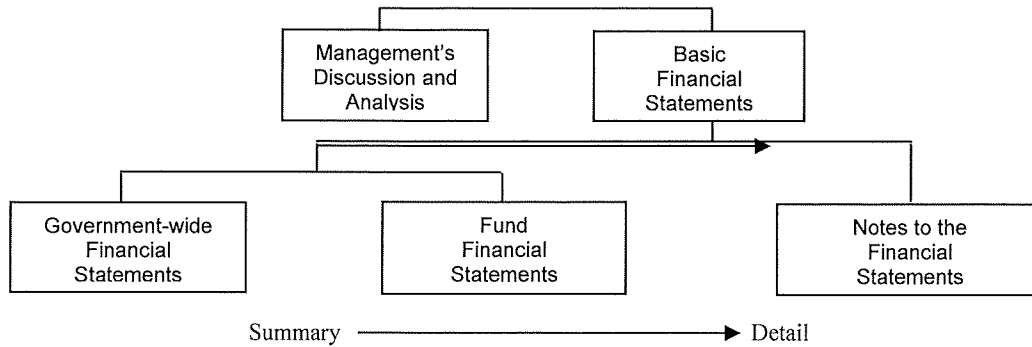 Management's
Discussion and
Analysis
Basic
Financial
Statements
Government-wide
Financial
Statements
Fund
Financial
Statements
Notes to the
Financial
Statements
Summary
Detail